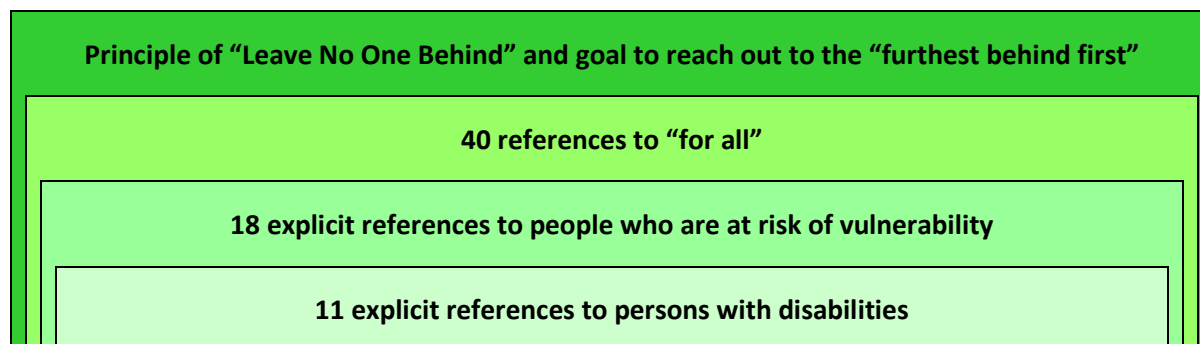 Principle of “Leave No One Behind” and goal to reach out to the “furthest behind first”
40 references to “for all”
18 explicit references to people who are at risk of vulnerability
11 explicit references to persons with disabilities